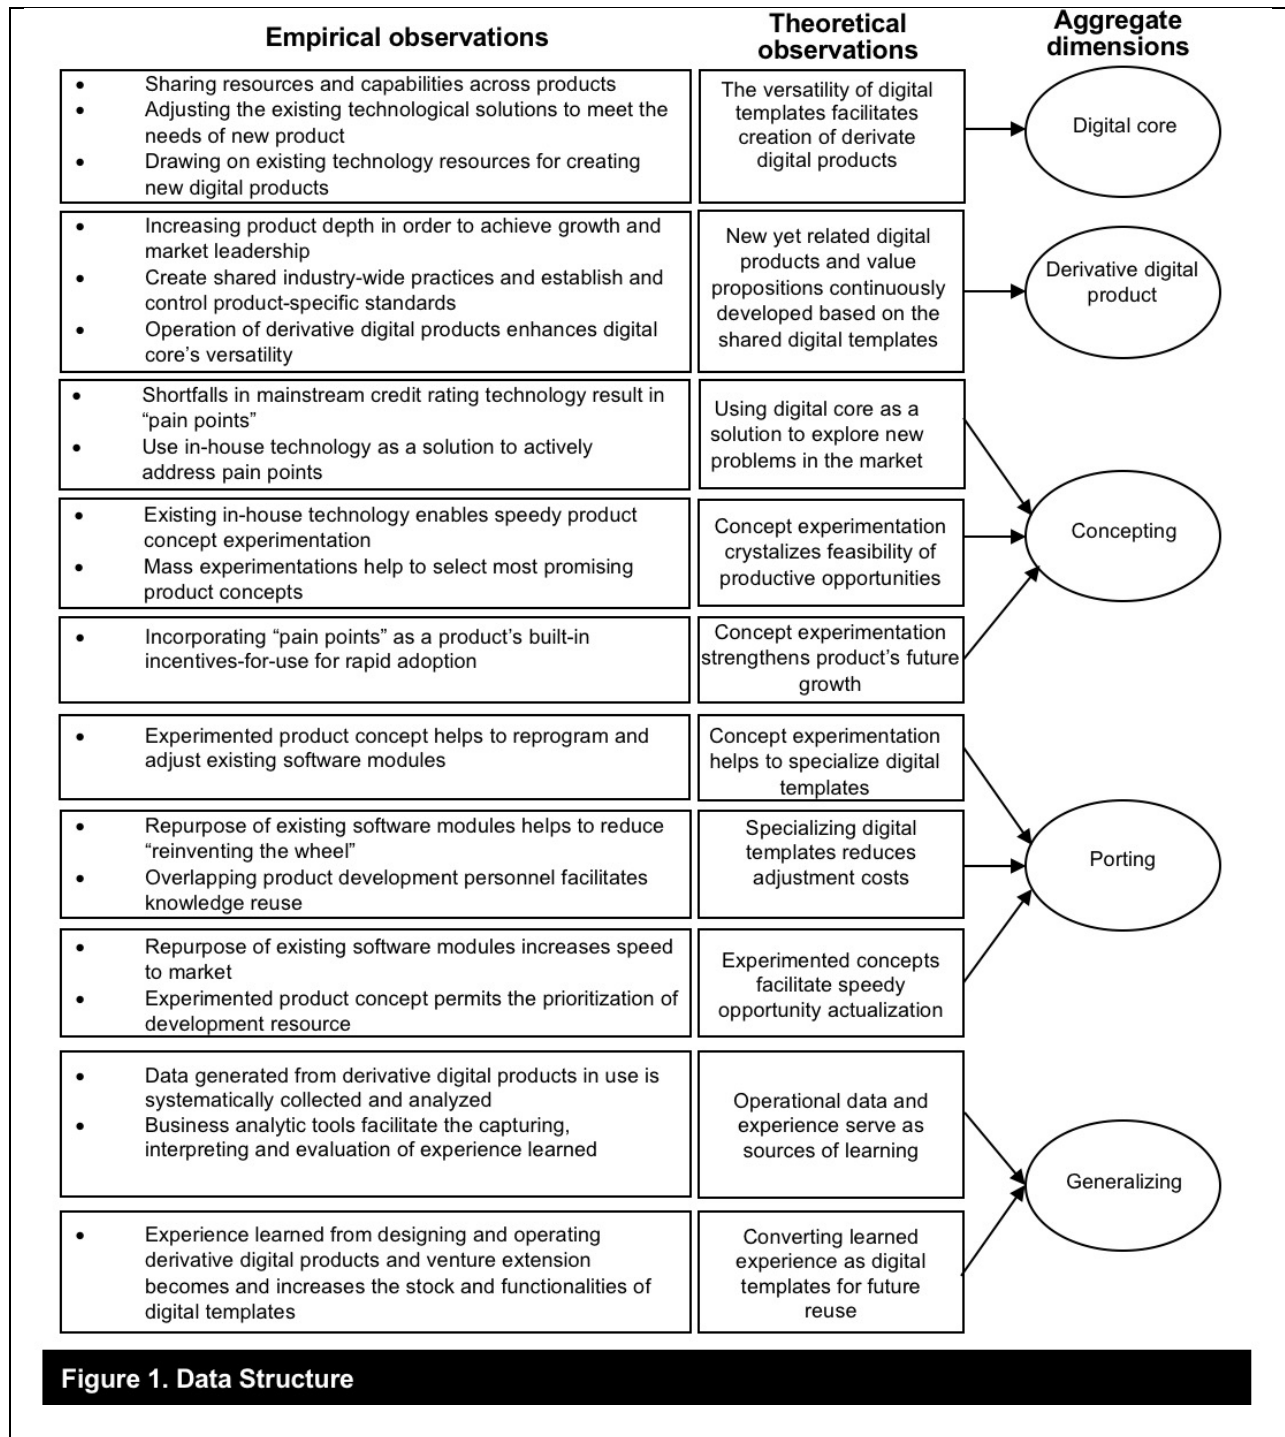 Empirical observations
Theoretical
observations
Aggregate
dimensions
• Sharing resources and capabilities across products
• Adjusting the existing technological solutions to meet the
needs of new product
• Drawing on existing technology resources for creating
new digital products
The versatility of digital
templates facilitates
creation of derivate
digital products
Digital core
• Increasing product depth in order to achieve growth and
market leadership
• Create shared industry-wide practices and establish and
control product-specific standards
• Operation of derivative digital products enhances digital
core’s versatility
New yet related digital
products and value
propositions continuously
developed based on the
shared digital templates
Derivative digital
product
• Shortfalls in mainstream credit rating technology result in
“pain points”
• Use in-house technology as a solution to actively
address pain points
Using digital core as a
solution to explore new
problems in the market
• Existing in-house technology enables speedy product
concept experimentation
• Mass experimentations help to select most promising
product concepts
Concept experimentation
crystalizes feasibility of
productive opportunities
Concepting
• Incorporating “pain points” as a product’s built-in
incentives-for-use for rapid adoption
Concept experimentation
strengthens product’s future
growth
• Experimented product concept helps to reprogram and
adjust existing software modules
Concept experimentation
helps to specialize digital
templates
• Repurpose of existing software modules helps to reduce
“reinventing the wheel”
• Overlapping product development personnel facilitates
knowledge reuse
Specializing digital
templates reduces
adjustment costs
Porting
• Repurpose of existing software modules increases speed
to market
• Experimented product concept permits the prioritization of
development resource
Experimented concepts
facilitate speedy
opportunity actualization
• Data generated from derivative digital products in use is
systematically collected and analyzed
• Business analytic tools facilitate the capturing,
interpreting and evaluation of experience learned
Operational data and
experience serve as
sources of learning
Generalizing
• Experience learned from designing and operating
derivative digital products and venture extension
becomes and increases the stock and functionalities of
digital templates
Converting learned
experience as digital
templates for future
reuse
Figure 1. Data Structure